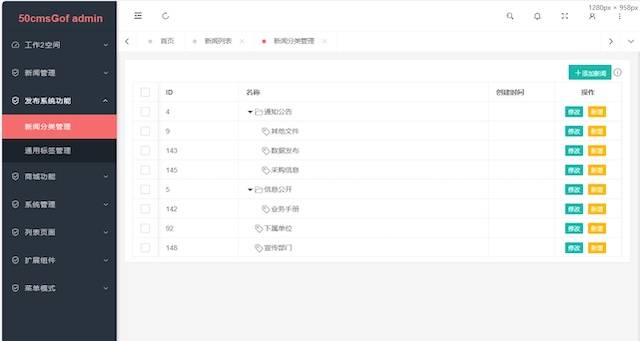 1280px × 958px
50cmsGof admin
工作2空间
新闻管理
发布系统功能
新闻分类管理
通用标签管理
商城功能
系统管理
列表页面
扩展组件
菜单模式
首页 新闻列表 新闻分类管理
+添加新闻
ID 名称 创建时间 操作
4 通知公告 修改 新增
9 其他文件 修改 新增
143 数据发布 修改 新增
145 采购信息 修改 新增
5 信息公开 修改 新增
142 业务手册 修改 新增
92 下属单位 修改 新增
148 宣传部门 修改 新增